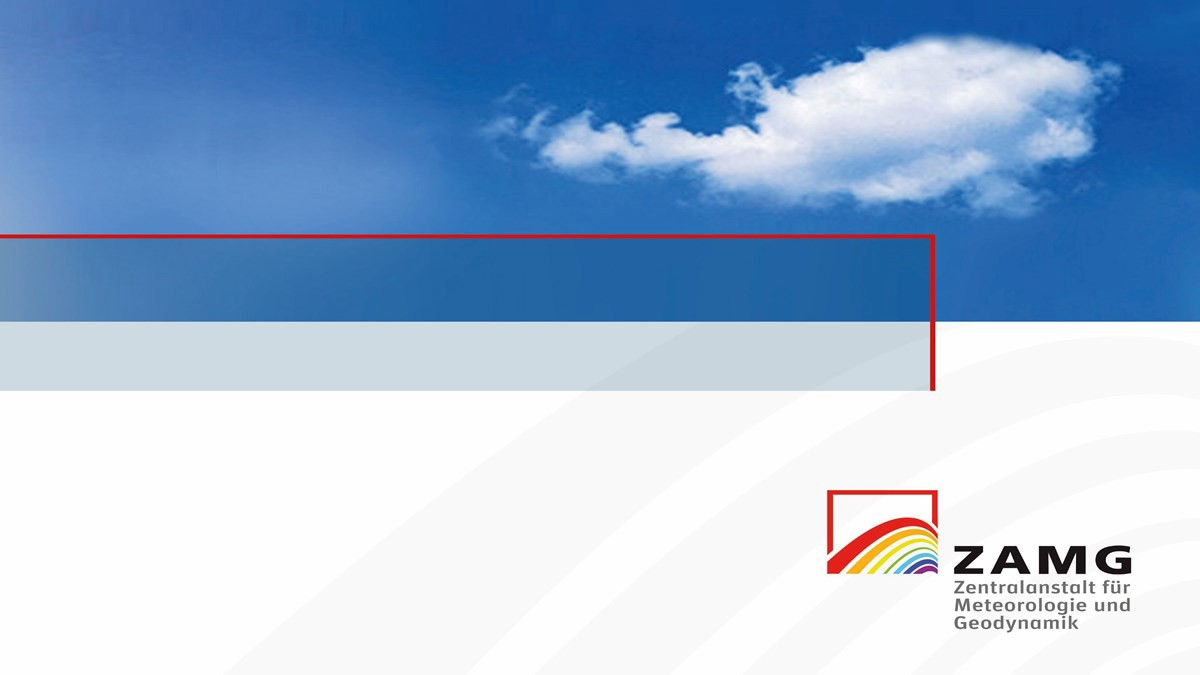 ZAMG
Zentralanstalt für
Meteorologie und
Geodynamik